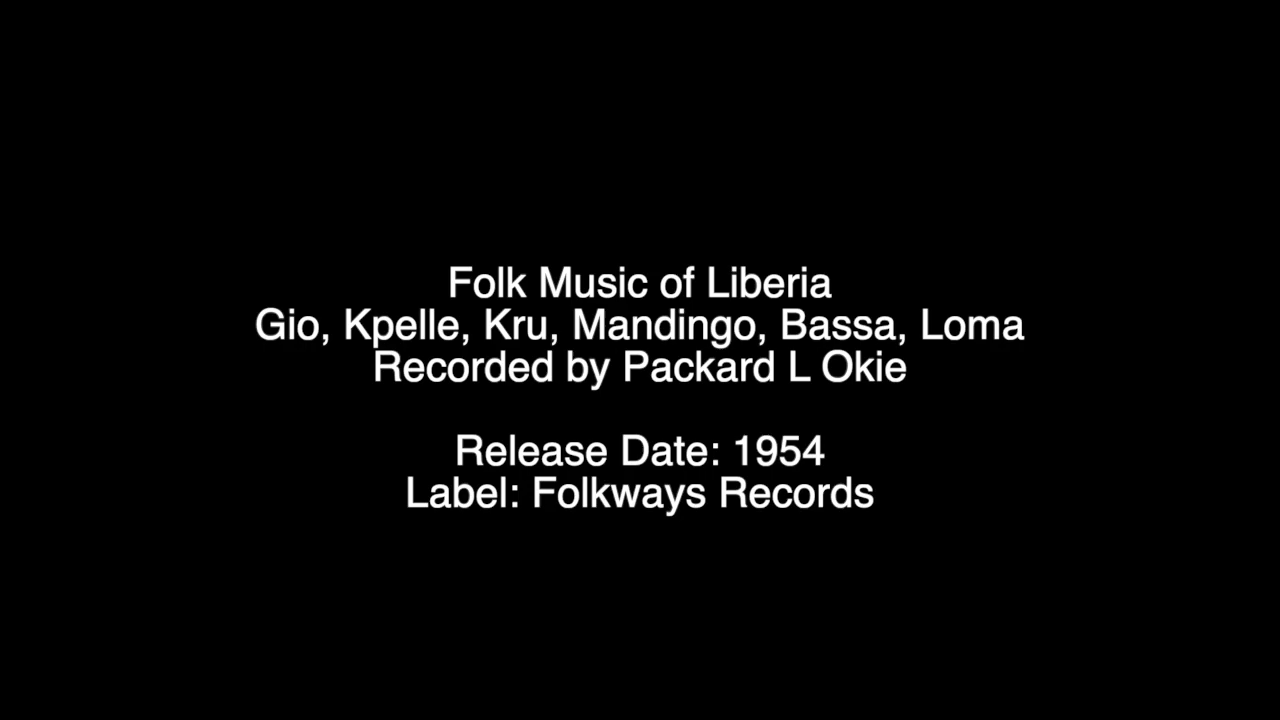 Folk Music of Liberia
Gio, Kpelle, Kru, Mandingo, Bassa, Loma
Recorded by Packard L Okie
Release Date: 1954
Label: Folkways Records